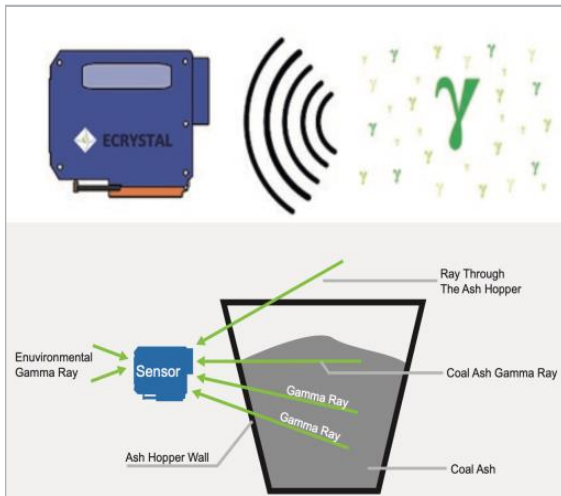 ECRYSTAL
γ
Ray Through
The Ash Hopper
Enuvironmental
Gamma Ray
Sensor
Coal Ash Gamma Ray
Gamma Ray
Gamma Ray
Ash Hopper Wall
Coal Ash